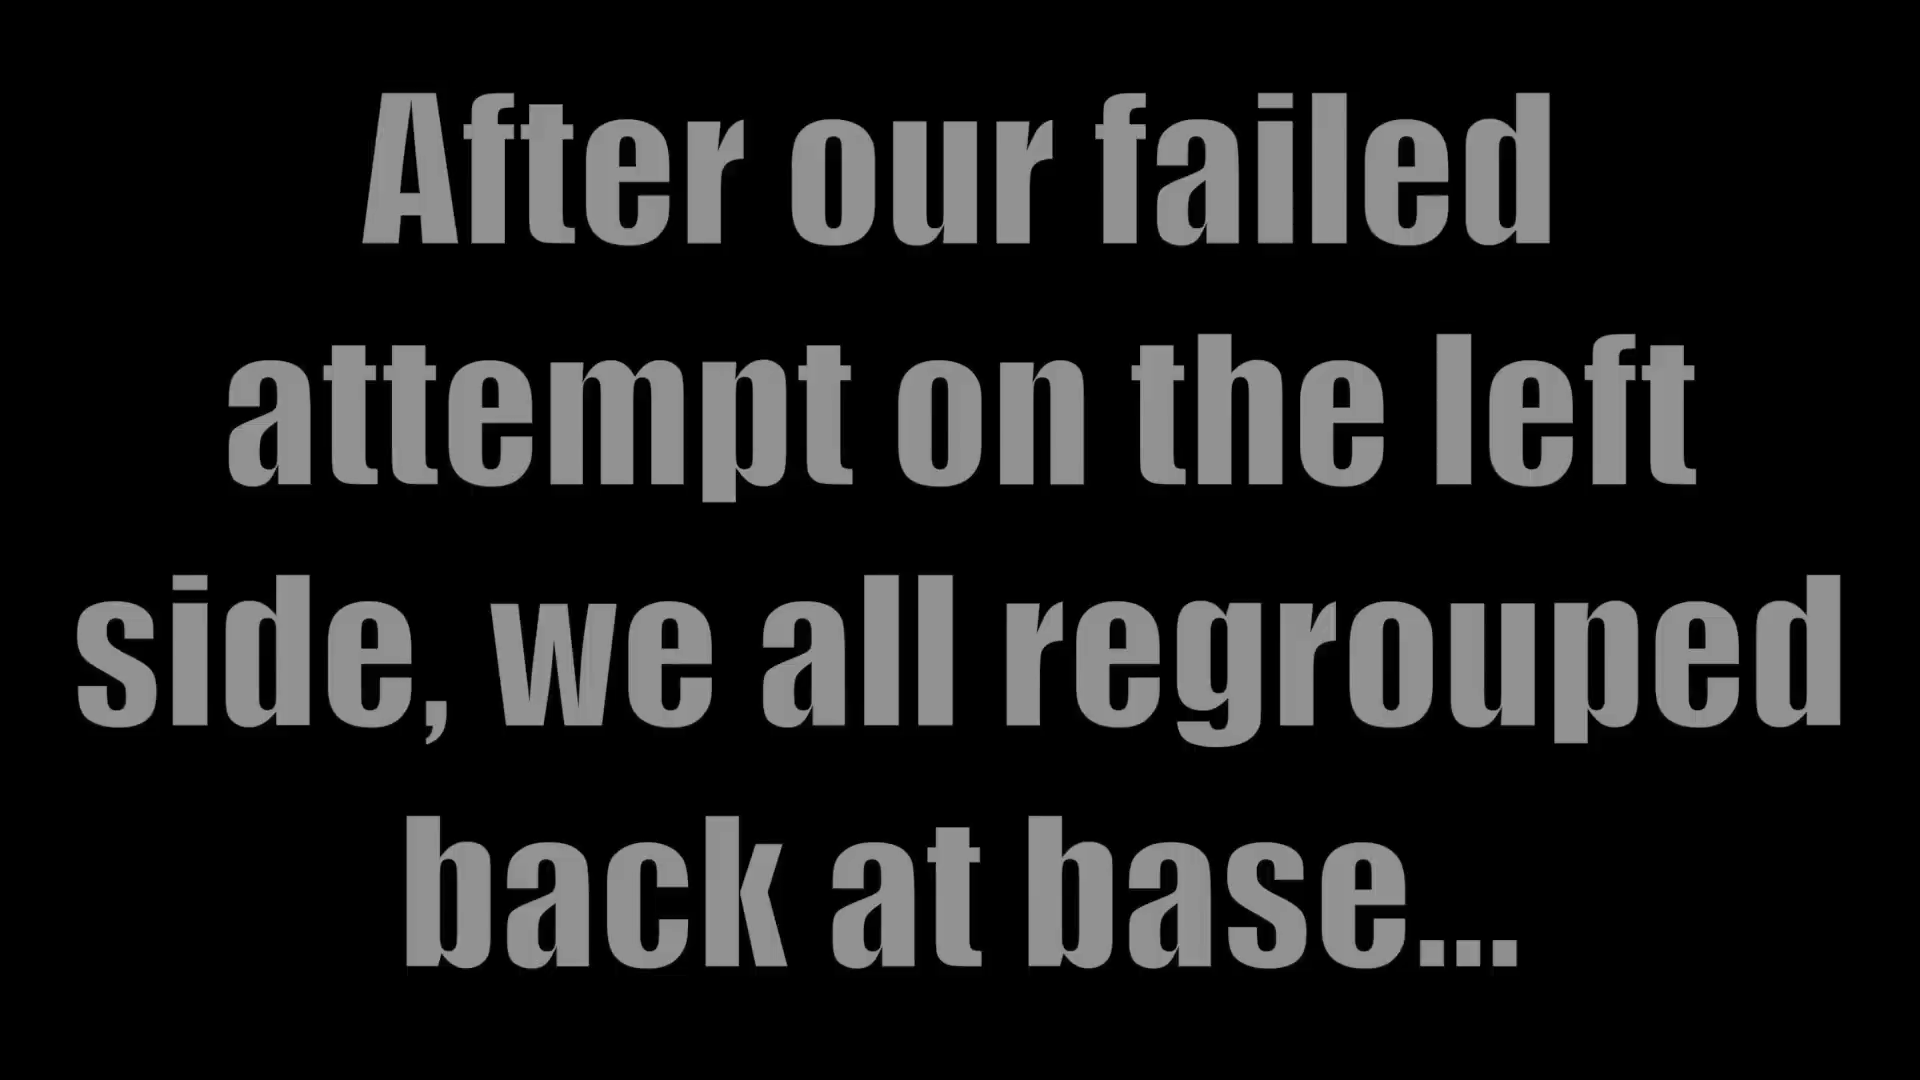 After our failed
attempt on the left
side, we all regrouped
back at base...